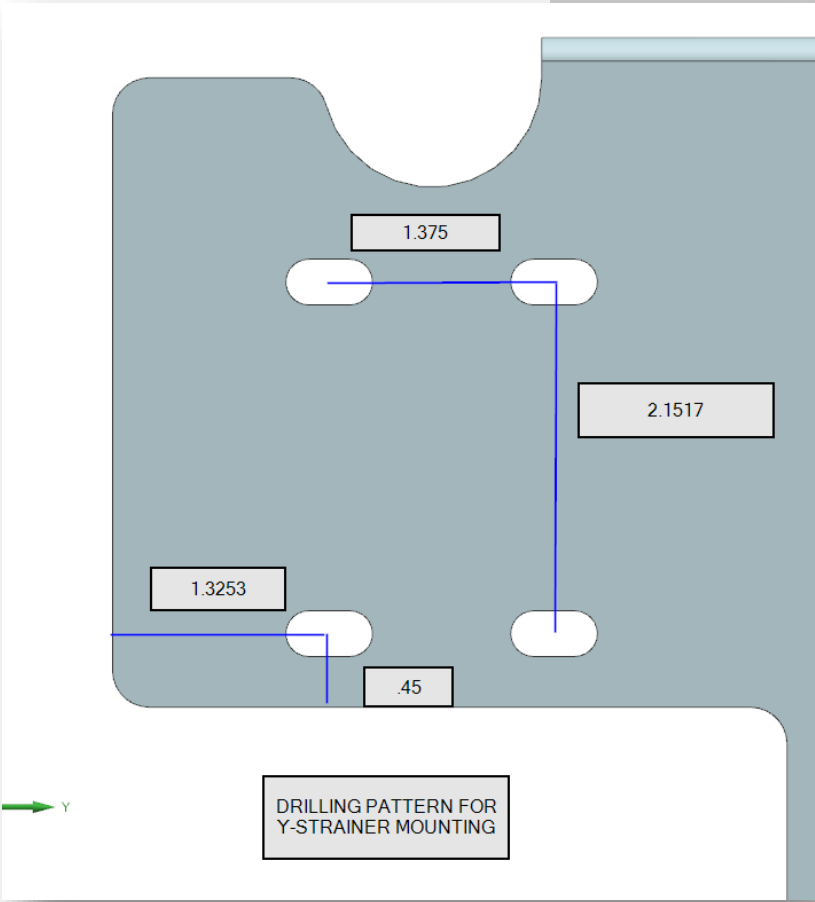 1.375
2.1517
1.3253
.45
Y
DRILLING PATTERN FOR
Y-STRAINER MOUNTING